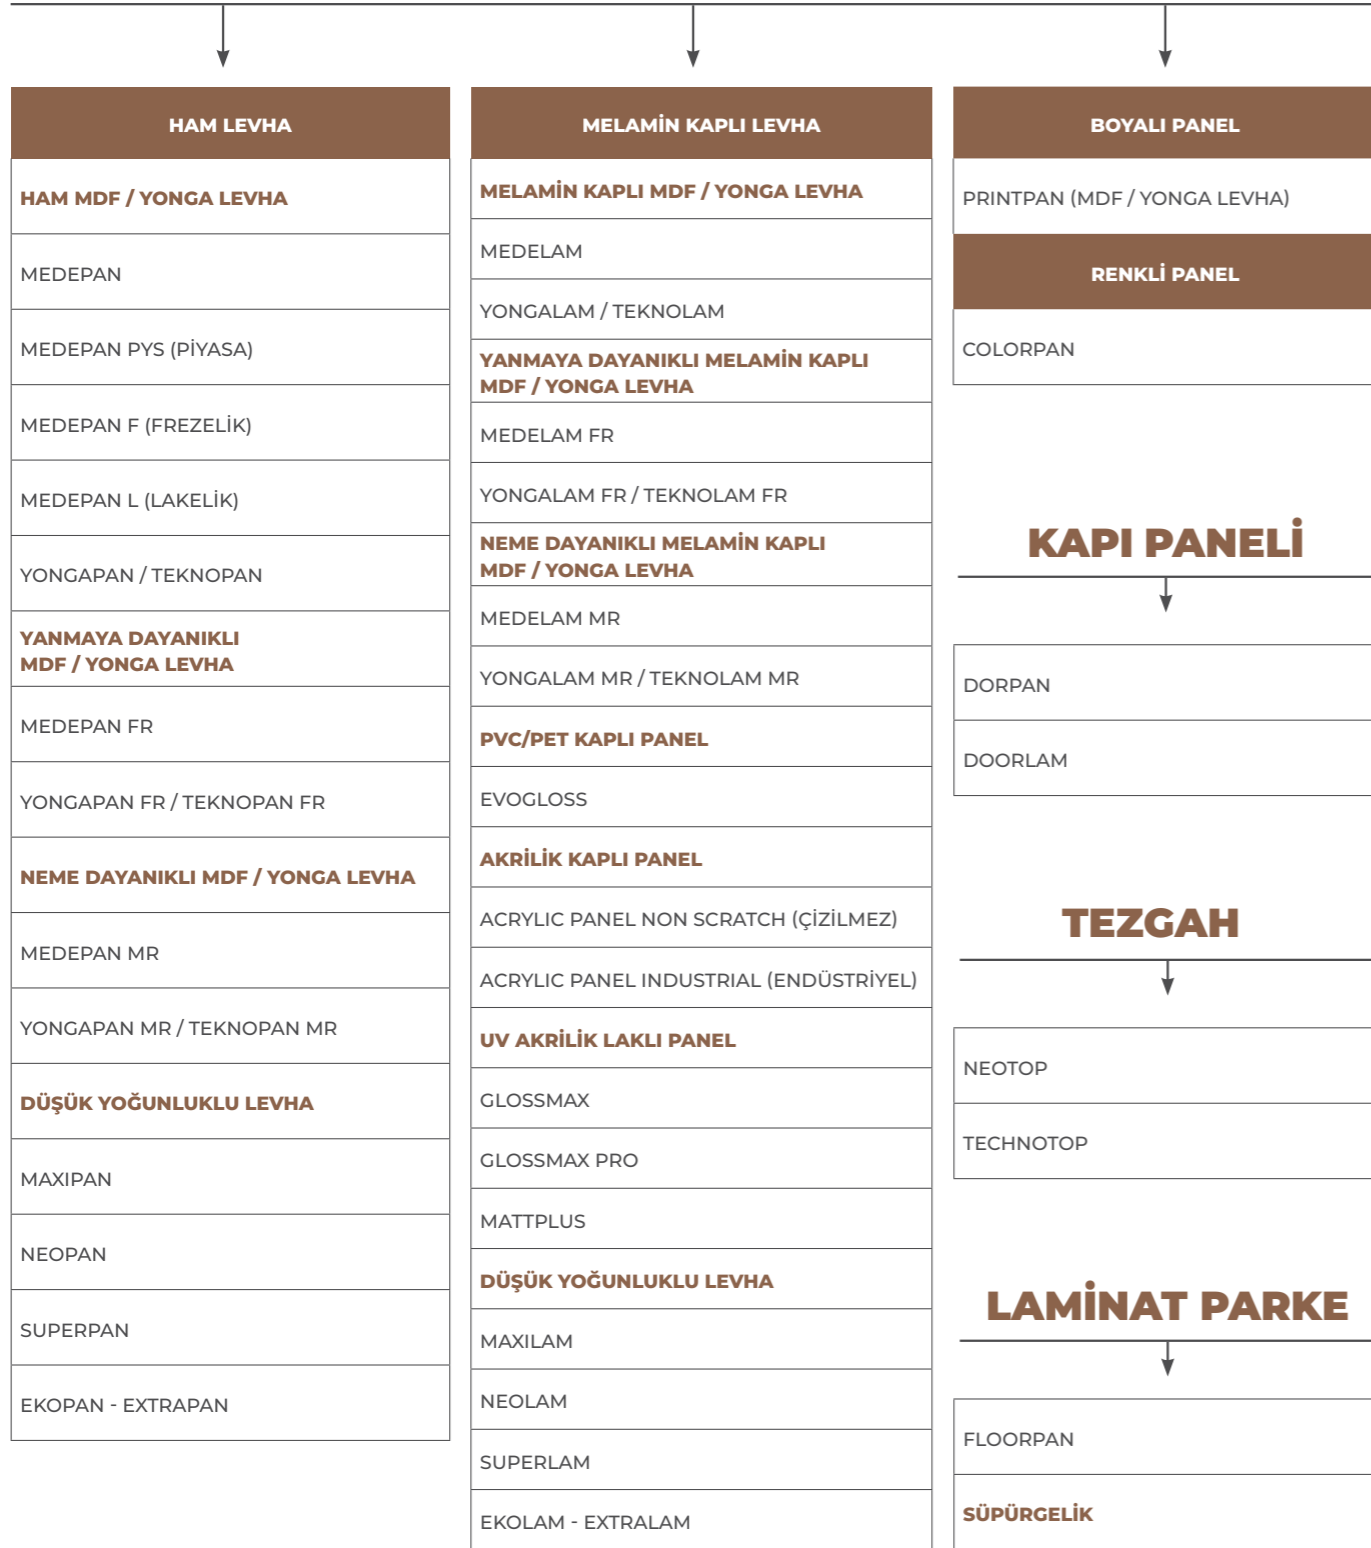 HAM LEVHA
HAM MDF / YONGA LEVHA
MEDEPAN
MEDEPAN PYS (PİYASA)
MEDEPAN F (FREZELİK)
MEDEPAN L (LAKELİK)
YONGAPAN / TEKNOPAN
YANMAYA DAYANIKLI
MDF / YONGA LEVHA
MEDEPAN FR
YONGAPAN FR / TEKNOPAN FR
NEME DAYANIKLI MDF / YONGA LEVHA
MEDEPAN MR
YONGAPAN MR / TEKNOPAN MR
DÜŞÜK YOĞUNLUKLU LEVHA
MAXIPAN
NEOPAN
SUPERPAN
EKOPAN - EXTRAPAN
MELAMİN KAPLI LEVHA
MELAMİN KAPLI MDF / YONGA LEVHA
MEDELAM
YONGALAM / TEKNOLAM
YANMAYA DAYANIKLI MELAMİN KAPLI
MDF / YONGA LEVHA
MEDELAM FR
YONGALAM FR / TEKNOLAM FR
NEME DAYANIKLI MELAMİN KAPLI
MDF / YONGA LEVHA
MEDELAM MR
YONGALAM MR / TEKNOLAM MR
PVC/PET KAPLI PANEL
EVOGLOSS
AKRİLİK KAPLI PANEL
ACRYLIC PANEL NON SCRATCH (ÇİZİLMEZ)
ACRYLIC PANEL INDUSTRIAL (ENDÜSTRİYEL)
UV AKRİLİK LAKLI PANEL
GLOSSMAX
GLOSSMAX PRO
MATTPLUS
DÜŞÜK YOĞUNLUKLU LEVHA
MAXILAM
NEOLAM
SUPERLAM
EKOLAM - EXTRALAM
BOYALI PANEL
PRINTPAN (MDF / YONGA LEVHA)
RENKLİ PANEL
COLORPAN
KAPI PANELİ
DORPAN
DOORLAM
TEZGAH
NEOTOP
TECHNOTOP
LAMİNAT PARKE
FLOORPAN
SÜPÜRGELİK